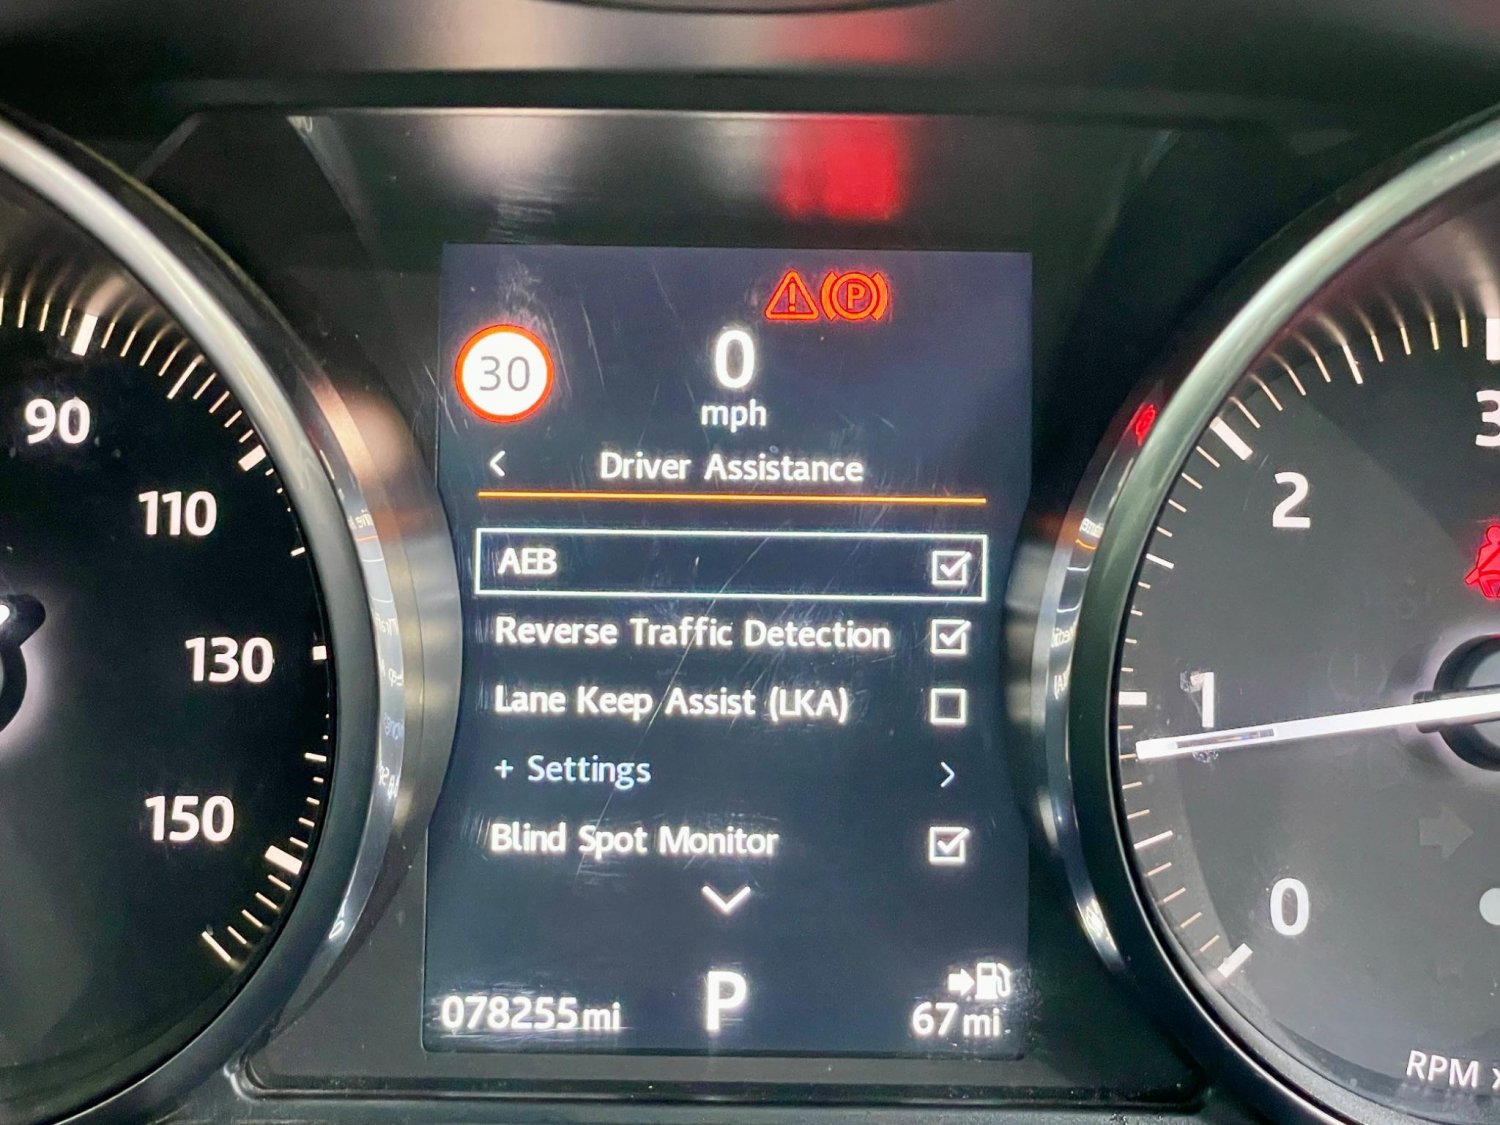 30
0
mph
Driver Assistance
AEB
Reverse Traffic Detection
Lane Keep Assist (LKA)
+ Settings
Blind Spot Monitor
P
078255mi
67mi
90
110
130
150
3
2
1
0
RPM